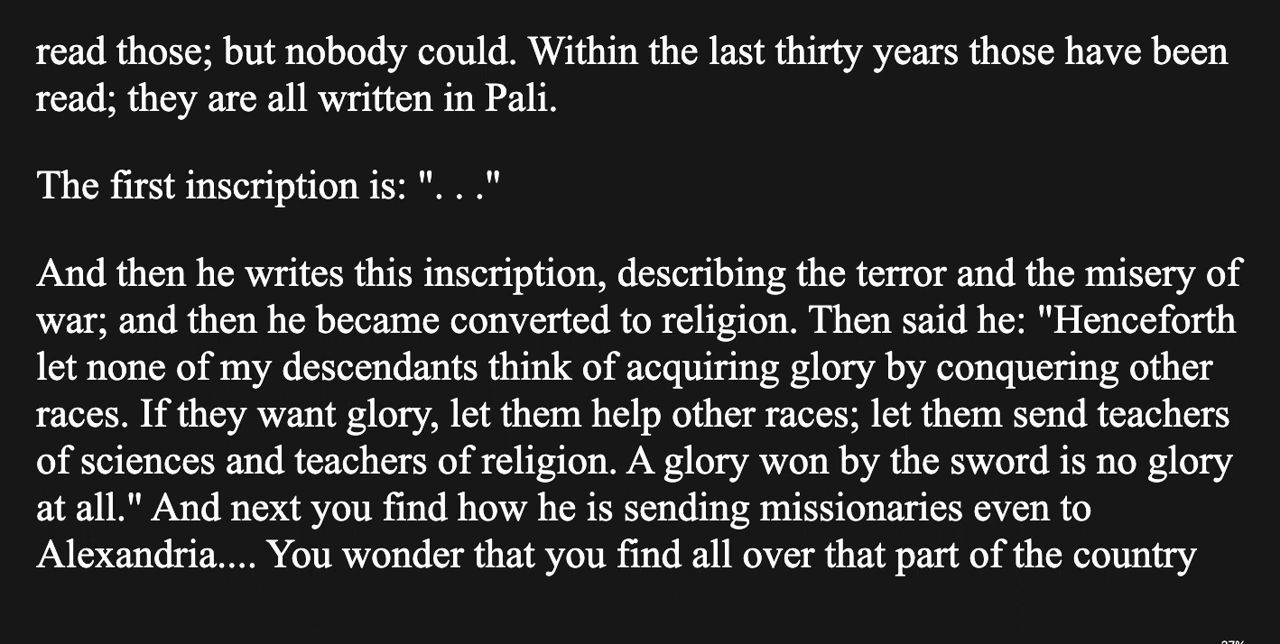 read those; but nobody could. Within the last thirty years those have been
read; they are all written in Pali.
The first inscription is: ". . ."
And then he writes this inscription, describing the terror and the misery of
war; and then he became converted to religion. Then said he: "Henceforth
let none of my descendants think of acquiring glory by conquering other
races. If they want glory, let them help other races; let them send teachers
of sciences and teachers of religion. A glory won by the sword is no glory
at all." And next you find how he is sending missionaries even to
Alexandria.... You wonder that you find all over that part of the country